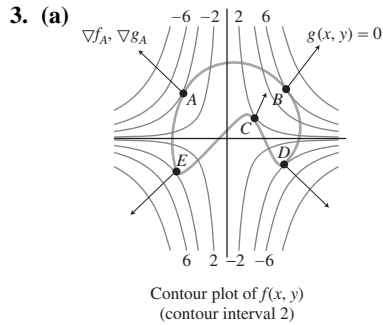 3. (a)
−6 −2 2 6
∇f_A, ∇g_A
g(x, y) = 0
A
B
C
D
E
6 2 −2 −6
Contour plot of f(x, y)
(contour interval 2)